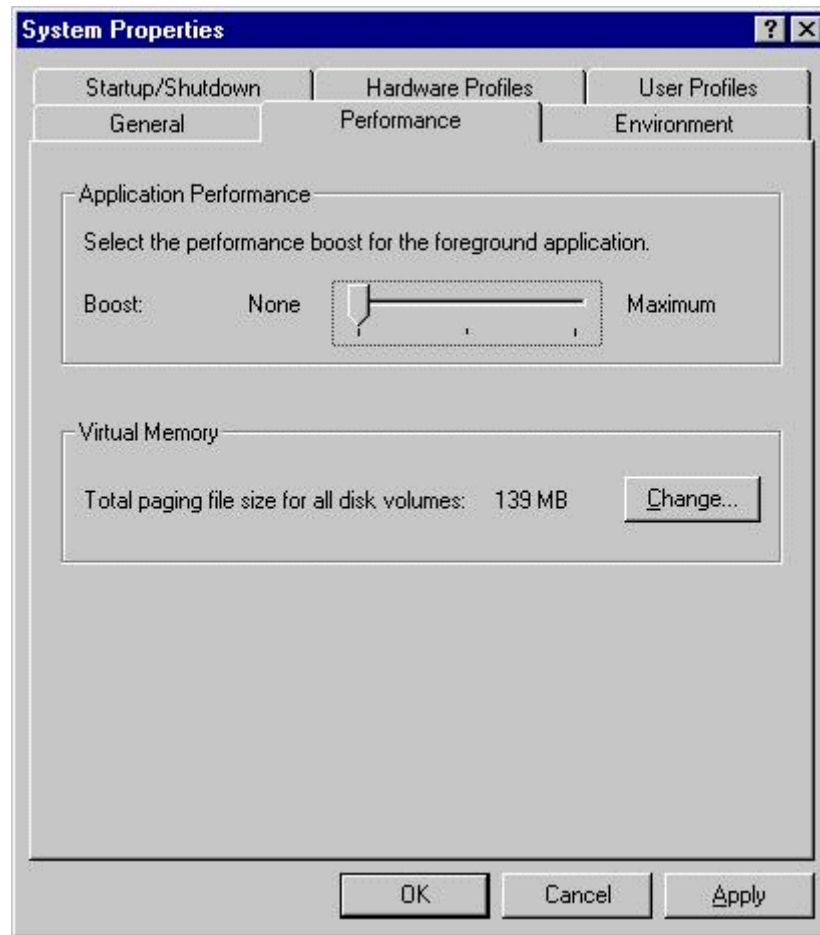 System Properties
Startup/Shutdown Hardware Profiles User Profiles
General Performance Environment
Application Performance
Select the performance boost for the foreground application.
Boost: None Maximum
Virtual Memory
Total paging file size for all disk volumes: 139 MB Change...
OK Cancel Apply